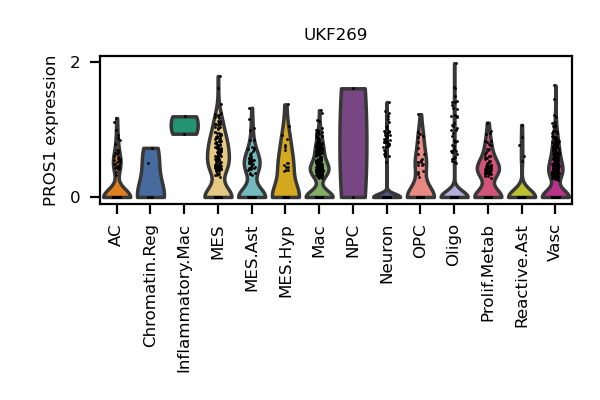 UKF269
PROS1 expression
2
0
AC
Chromatin.Reg
Inflammatory.Mac
MES
MES.Ast
MES.Hyp
Mac
NPC
Neuron
OPC
Oligo
Prolif.Metab
Reactive.Ast
Vasc